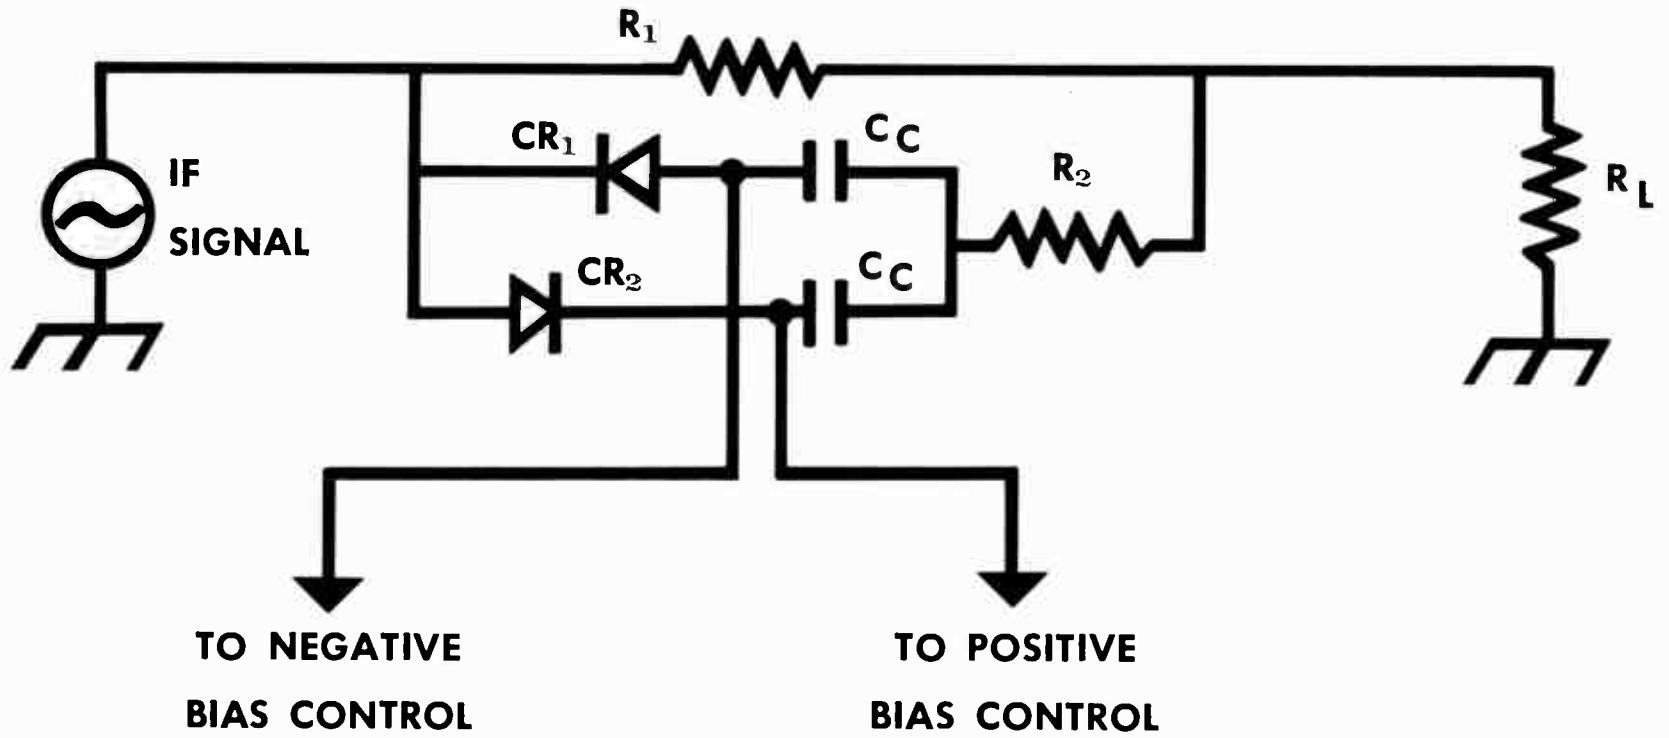 R1
CR1
CC
IF
SIGNAL
R2
RL
CR2
CC
TO NEGATIVE
BIAS CONTROL
TO POSITIVE
BIAS CONTROL